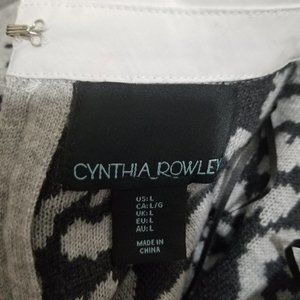 CYNTHIA ROWLEY
US: L
CA: L/G
UK: L
EU: L
AU: L
MADE IN
CHINA